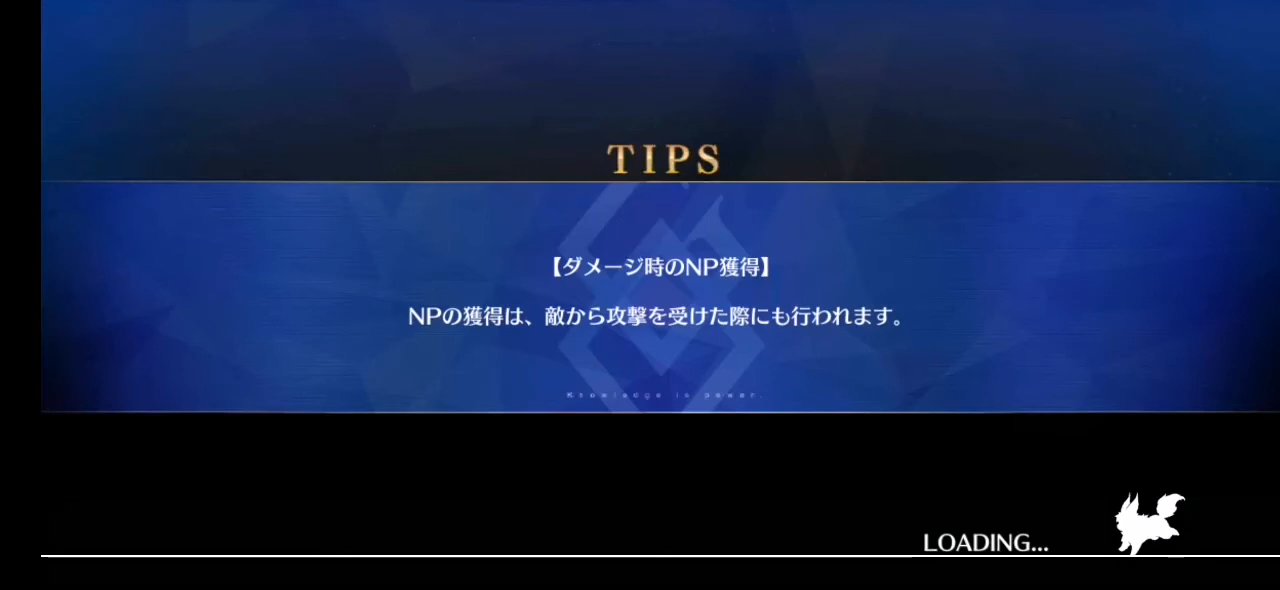 TIPS
【ダメージ時のNP獲得】
NPの獲得は、敵から攻撃を受けた際にも行われます。
Knowledge is power.
LOADING...